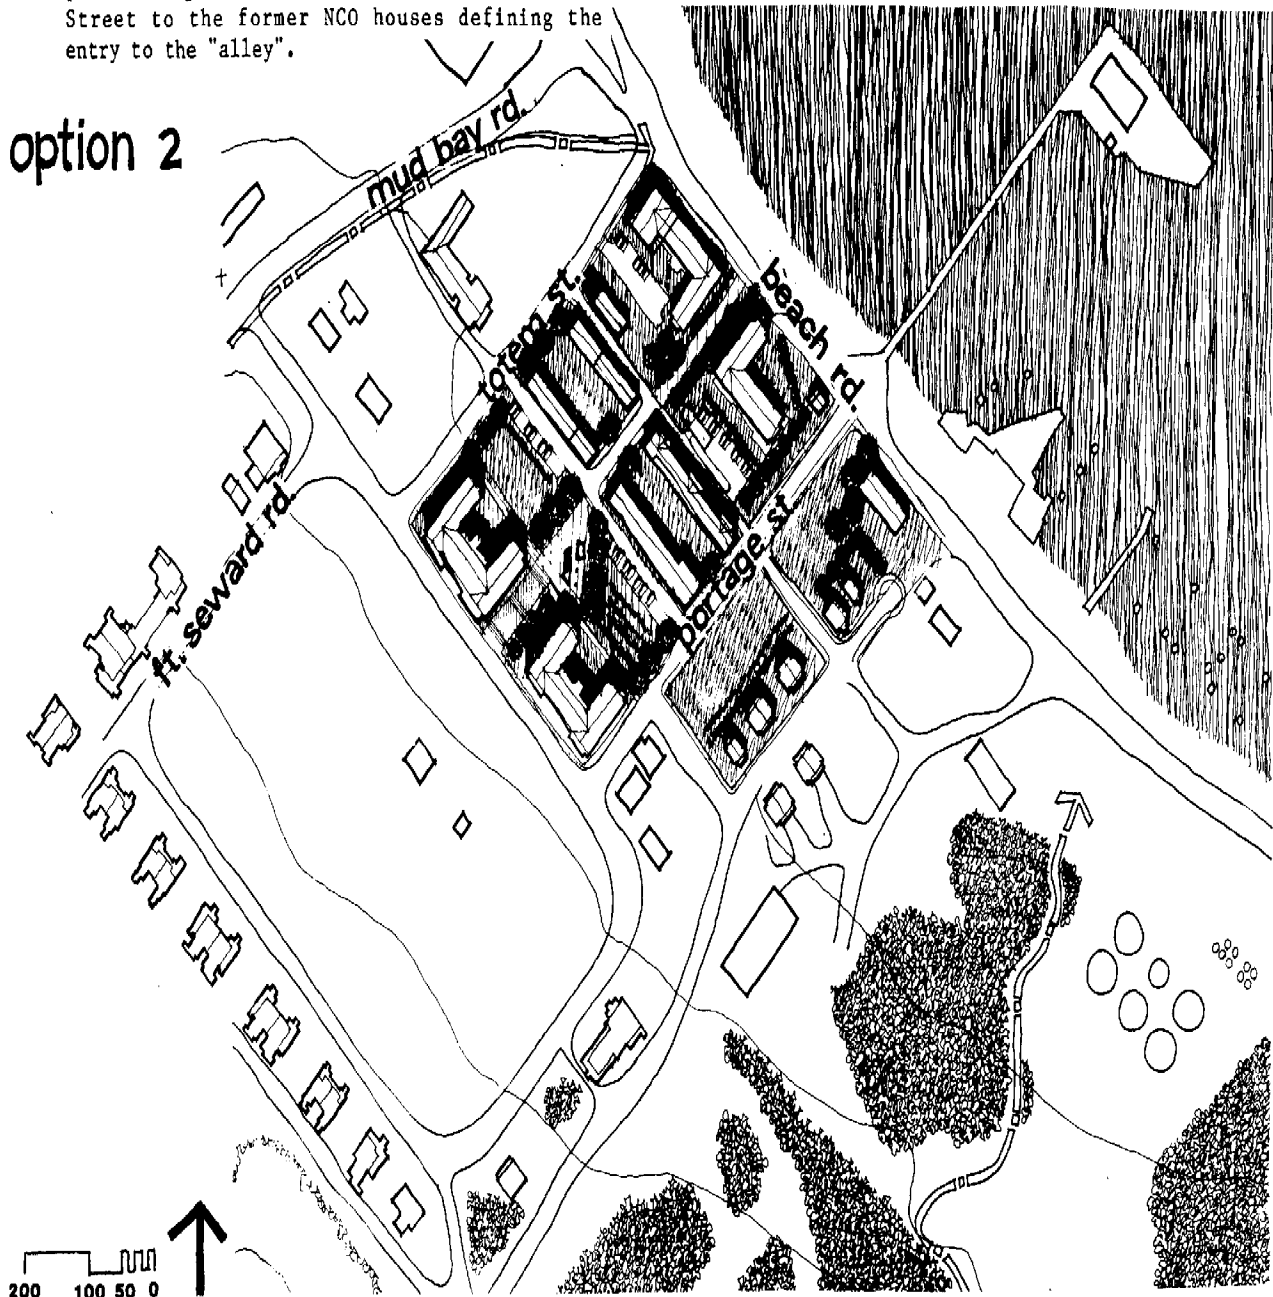 Street to the former NCO houses defining the
entry to the "alley".
option 2
mud bay rd.
totem st.
beach rd.
portage st.
ft. seward rd.
200 100 50 0